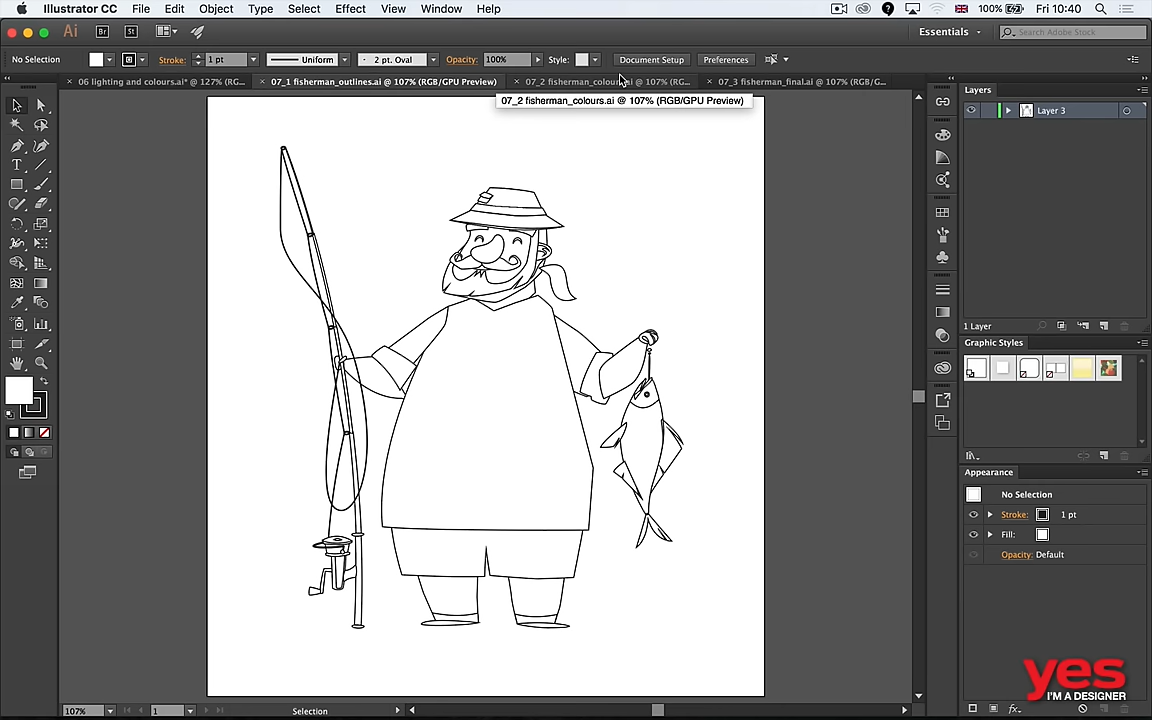 Illustrator CC File Edit Object Type Select Effect View Window Help 100% Fri 10:40
Ai Br St Essentials Search Adobe Stock
No Selection Stroke: 1 pt Uniform 2 pt. Oval Opacity: 100% Style: Document Setup Preferences
× 06 lighting and colours.ai* @ 127% (RG... × 07_1 fisherman_outlines.ai @ 107% (RGB/GPU Preview) × 07_2 fisherman_colours.ai @ 107% (RG... × 07_3 fisherman_final.ai @ 107% (RGB/G...
07_2 fisherman_colours.ai @ 107% (RGB/GPU Preview)
Layers
Layer 3
1 Layer
Graphic Styles
Appearance
No Selection
Stroke: 1 pt
Fill:
Opacity: Default
yes
I'M A DESIGNER
107% 1 Selection
fx